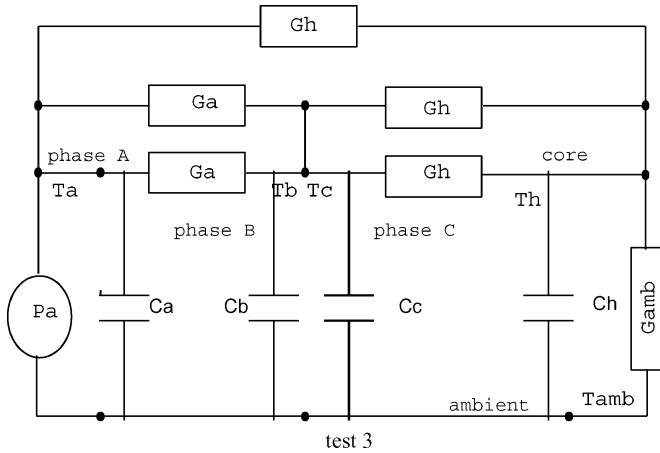 Gh
Ga
Gh
phase A
Ga
Gh
core
Ta
Tb Tc
Th
phase B
phase C
Pa
Ca
Cb
Cc
Ch
Gamb
ambient
Tamb
test 3